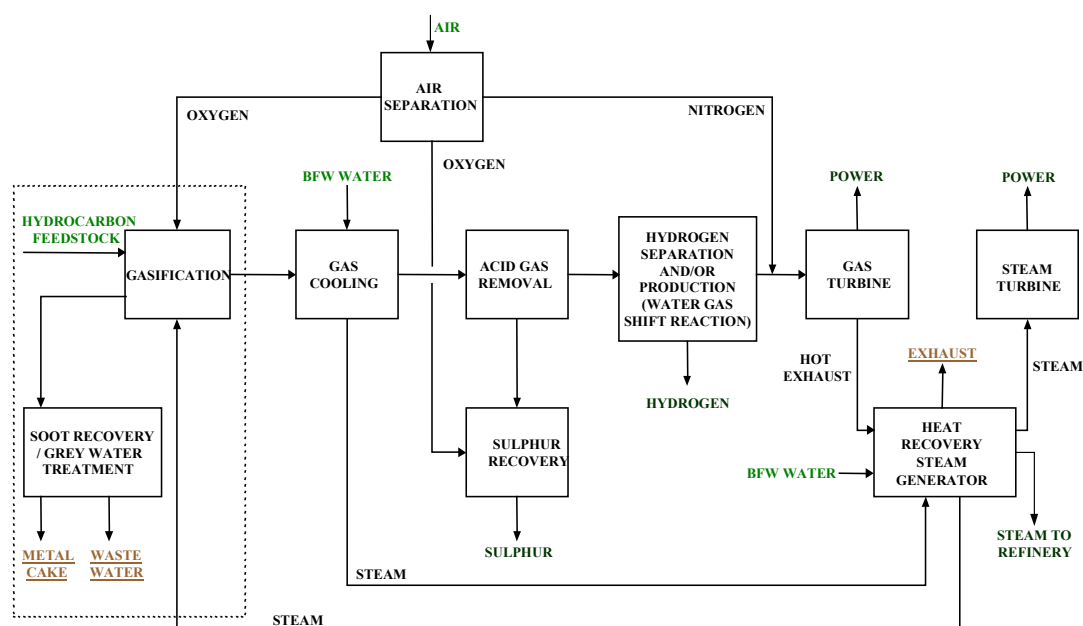 AIR
AIR
SEPARATION
OXYGEN
NITROGEN
OXYGEN
BFW WATER
POWER
POWER
HYDROCARBON
FEEDSTOCK
GASIFICATION
GAS
COOLING
ACID GAS
REMOVAL
HYDROGEN
SEPARATION
AND/OR
PRODUCTION
(WATER GAS
SHIFT REACTION)
GAS
TURBINE
STEAM
TURBINE
HOT
EXHAUST
EXHAUST
STEAM
HYDROGEN
SOOT RECOVERY
/ GREY WATER
TREATMENT
SULPHUR
RECOVERY
HEAT
RECOVERY
STEAM
GENERATOR
BFW WATER
METAL
CAKE
WASTE
WATER
SULPHUR
STEAM TO
REFINERY
STEAM
STEAM